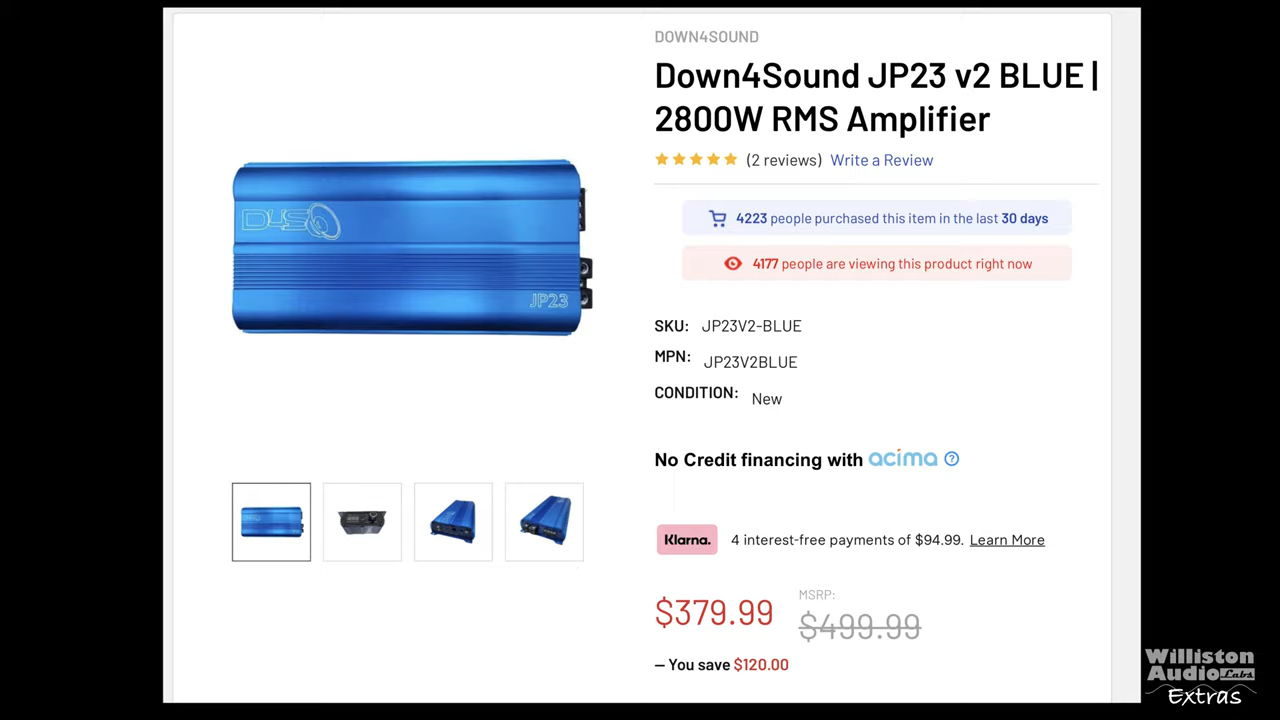 DOWN4SOUND
Down4Sound JP23 v2 BLUE |
2800W RMS Amplifier
(2 reviews) Write a Review
4223 people purchased this item in the last 30 days
4177 people are viewing this product right now
D4S
JP23
SKU: JP23V2-BLUE
MPN: JP23V2BLUE
CONDITION: New
No Credit financing with acima ?
Klarna. 4 interest-free payments of $94.99. Learn More
MSRP:
$379.99 $499.99
— You save $120.00
Williston
Audio Labs
Extras